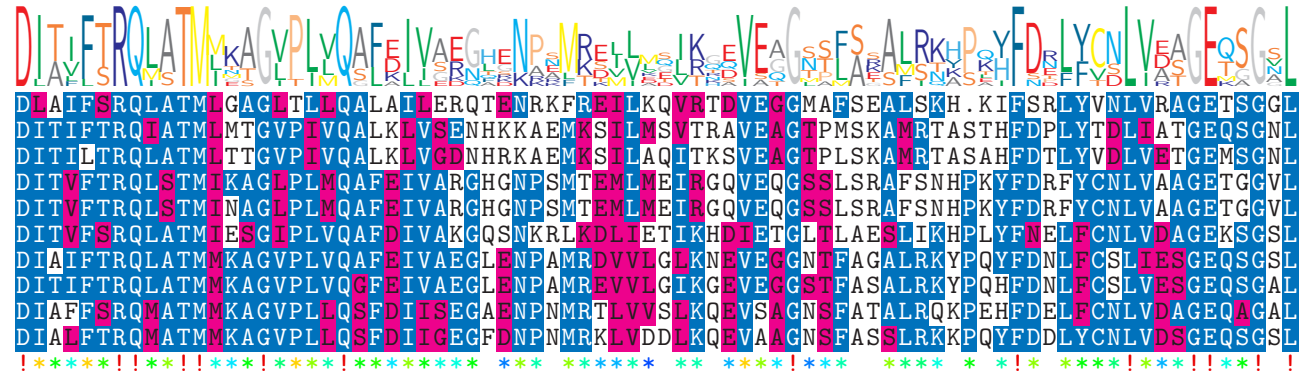 DLAIFSRQLATMLGAGLTLLQALAILERQTENRKFREILKQVRTDVEGGMAFSEALSKH.KIFSRLYVNLVRAGETSGGL
DITIFTRQIATMLMTGVPIVQALKLVSENHKKAEMKSILMSVTRAVEAGTPMSKAMRTASTHFDPLYTDLIATGEQSGNL
DITILTRQLATMLTTGVPIVQALKLVGDNHRKAEMKSILAQITKSVEAGTPLSKAMRTASAHFDTLYVDLVETGEMSGNL
DITVFTRQLSTMIKAGLPLMQAFEIVARGHGNPSMTEMLMEIRGQVEQGSSLSRAFSNHPKYFDRFYCNLVAAGETGGVL
DITVFTRQLSTMINAGLPLMQAFEIVARGHGNPSMTEMLMEIRGQVEQGSSLSRAFSNHPKYFDRFYCNLVAAGETGGVL
DITVFSRQLATMIESGIPLVQAFDIVAKGQSNKRLKDLIETIKHDIETGLTLAESLIKHPLYFNELFCNLVDAGEKSGSL
DIAIFTRQLATMMKAGVPLVQAFEIVAEGLENPAMRDVVLGLKNEVEGGNTFAGALRKYPQYFDNLFCSLIESGEQSGSL
DITIFTRQLATMMKAGVPLVQGFEIVAEGLENPAMREVVLGIKGEVEGGSTFASALRKYPQHFDNLFCSLVESGEQSGAL
DIAFFSRQMATMMKAGVPLLQSFDIISEGAENPNMRTLVVSLKQEVSAGNSFATALRQKPEHFDELFCNLVDAGEQAGAL
DIALFTRQMATMMKAGVPLLQSFDIIGEGFDNPNMRKLVDDLKQEVAAGNSFASSLRKKPQYFDDLYCNLVDSGEQSGSL
!*****!!**!!***!****!******** *** ****** ** ****!***  **** * *!* ****!***!!**! !